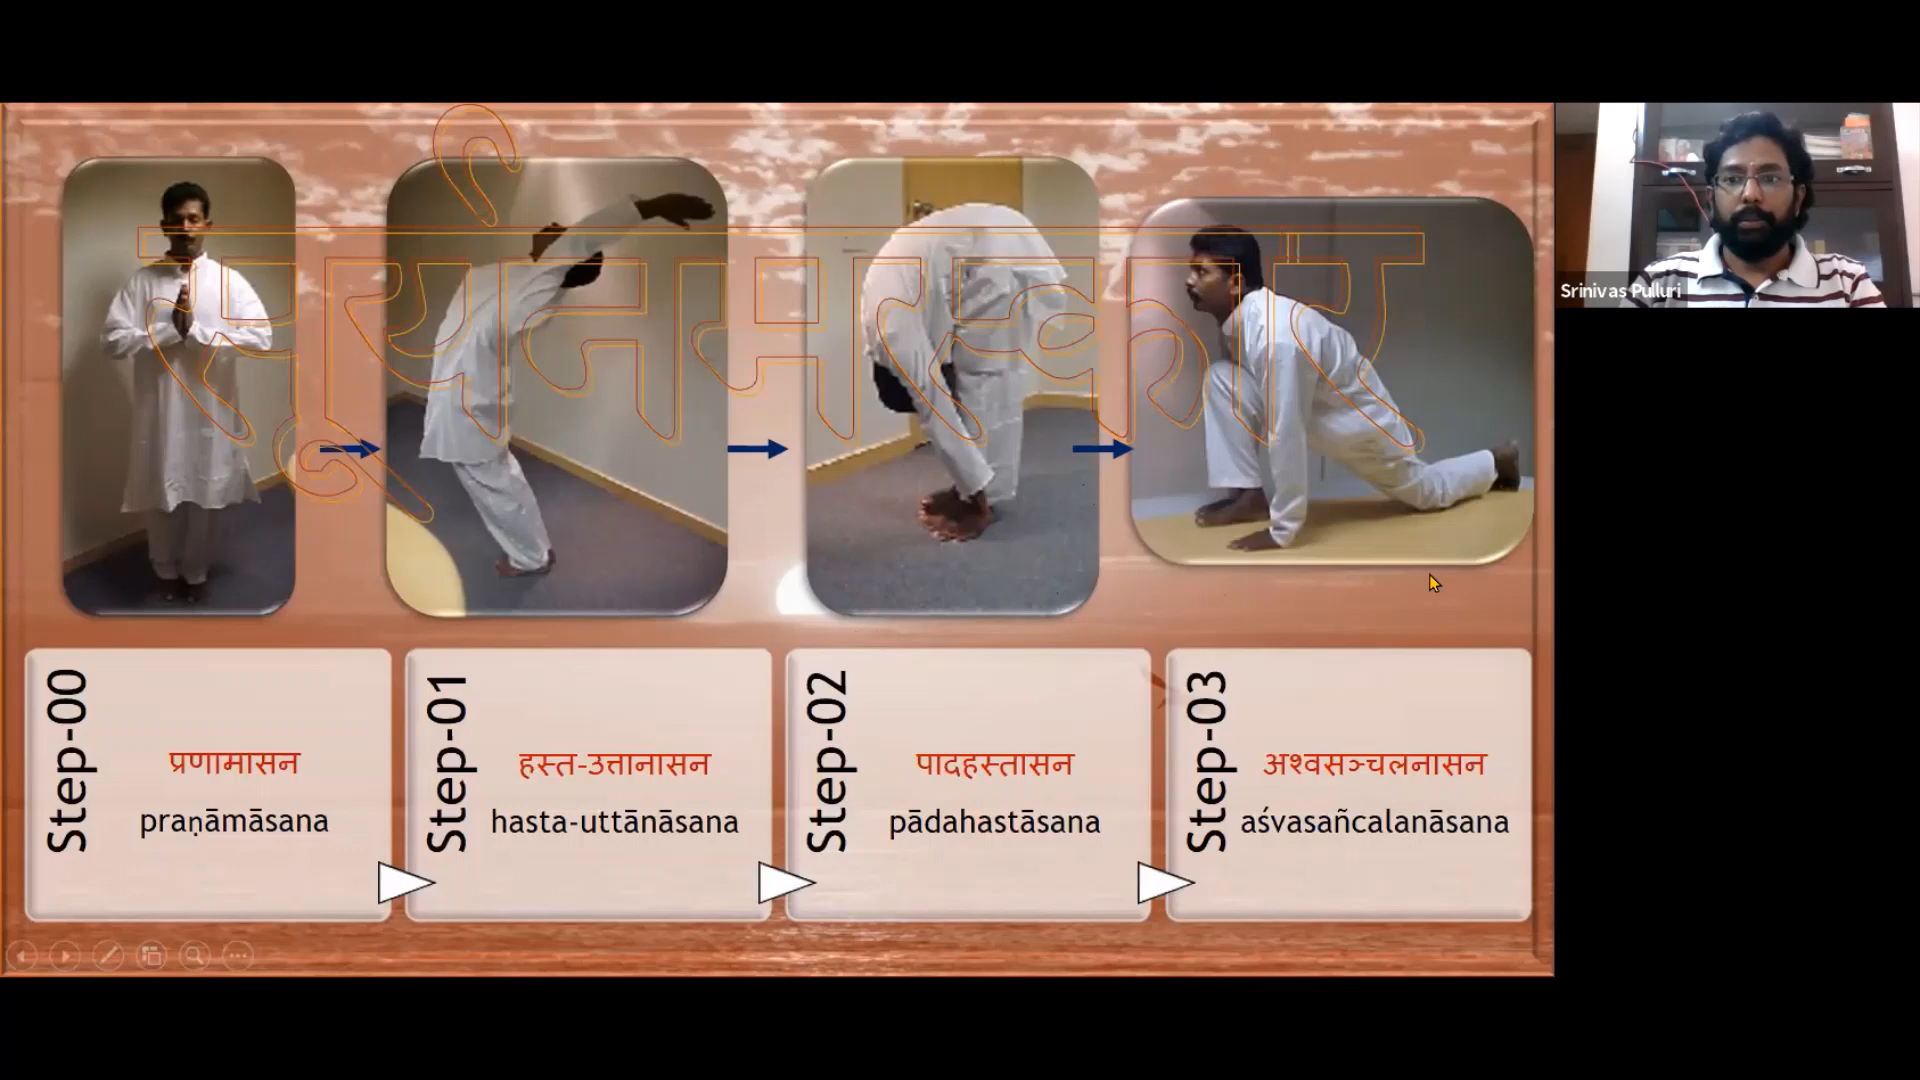 सूर्यनमस्कार
Srinivas Pulluri
Step-00
प्रणामासन
praṇāmāsana
Step-01
हस्त-उत्तानासन
hasta-uttānāsana
Step-02
पादहस्तासन
pādahastāsana
Step-03
अश्वसञ्चलनासन
aśvasañcalanāsana